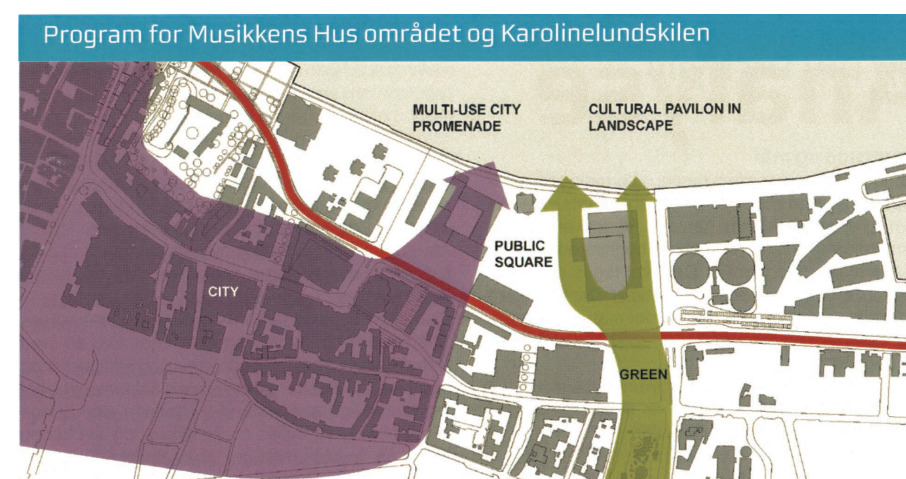 Program for Musikkens Hus området og Karolinelundskilen
MULTI-USE CITY
PROMENADE
CULTURAL PAVILON IN
LANDSCAPE
PUBLIC
SQUARE
CITY
GREEN